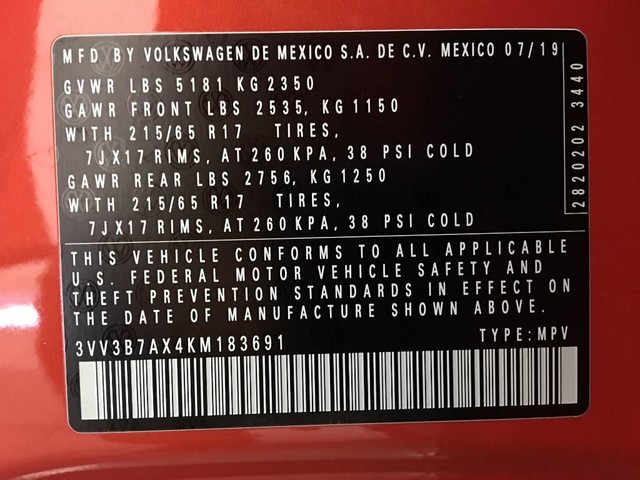 MFD BY VOLKSWAGEN DE MEXICO S.A. DE C.V. MEXICO 07/19
GVWR LBS 5181 KG 2350
GAWR FRONT LBS 2535, KG 1150
WITH 215/65 R17 TIRES,
7JX17 RIMS, AT 260 KPA, 38 PSI COLD
GAWR REAR LBS 2756, KG 1250
WITH 215/65 R17 TIRES,
7JX17 RIMS, AT 260 KPA, 38 PSI COLD
2820202 3440
THIS VEHICLE CONFORMS TO ALL APPLICABLE
U.S. FEDERAL MOTOR VEHICLE SAFETY AND
THEFT PREVENTION STANDARDS IN EFFECT ON
THE DATE OF MANUFACTURE SHOWN ABOVE.
3VV3B7AX4KM183691 TYPE: MPV